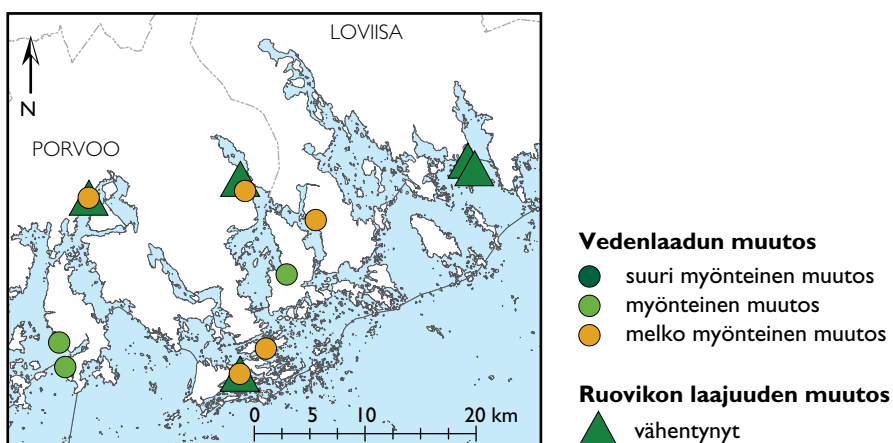 LOVIISA
N
PORVOO
0 5 10 20 km
Vedenlaadun muutos
suuri myönteinen muutos
myönteinen muutos
melko myönteinen muutos
Ruovikon laajuuden muutos
vähentynyt